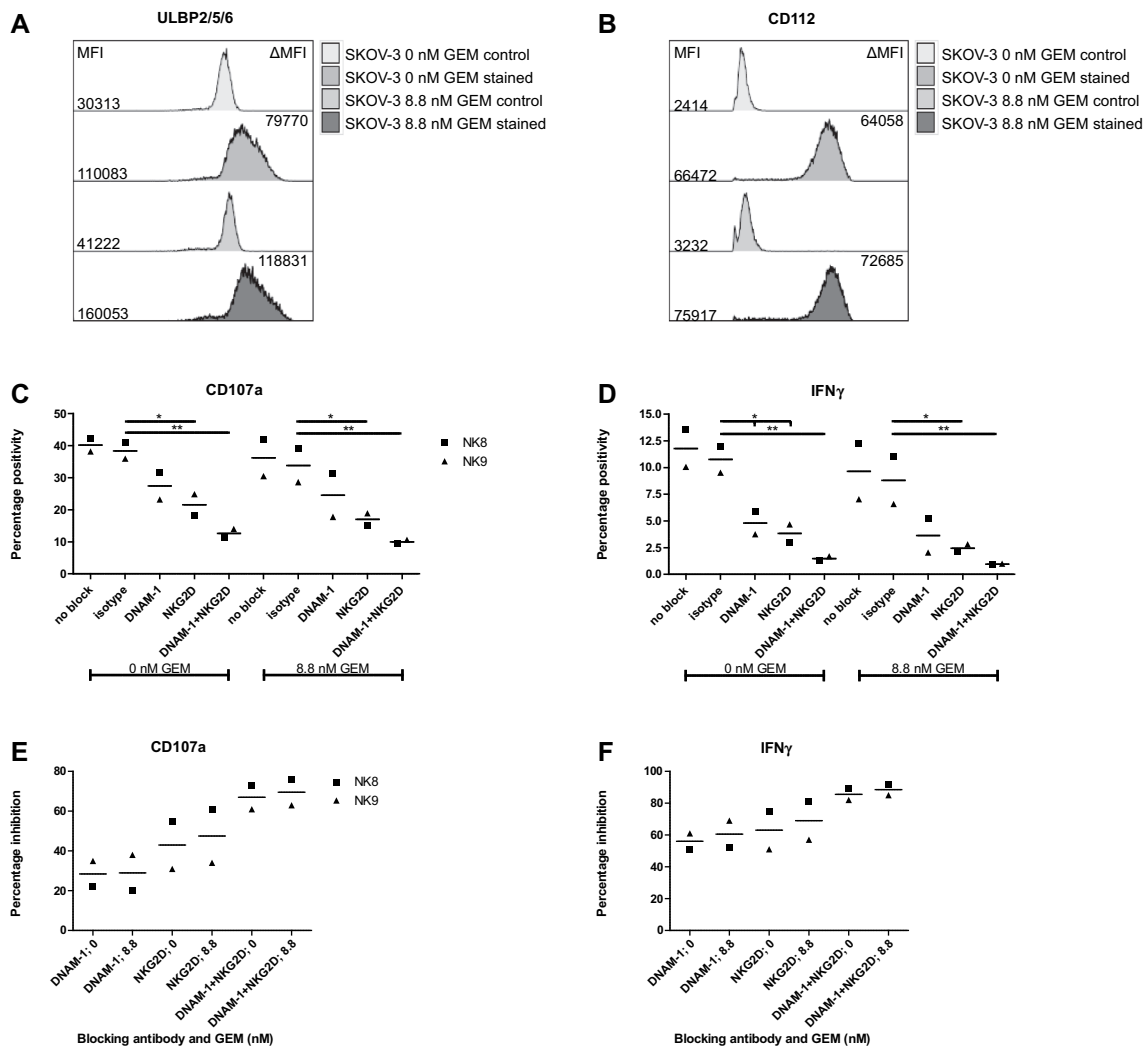 A
ULBP2/5/6
MFI ΔMFI
30313
79770
110083
41222
118831
160053
SKOV-3 0 nM GEM control
SKOV-3 0 nM GEM stained
SKOV-3 8.8 nM GEM control
SKOV-3 8.8 nM GEM stained
B
CD112
MFI ΔMFI
2414
64058
66472
3232
72685
75917
SKOV-3 0 nM GEM control
SKOV-3 0 nM GEM stained
SKOV-3 8.8 nM GEM control
SKOV-3 8.8 nM GEM stained
C
CD107a
Percentage positivity
50
40
30
20
10
0
* *
** **
NK8
NK9
no block
isotype
DNAM-1
NKG2D
DNAM-1+NKG2D
no block
isotype
DNAM-1
NKG2D
DNAM-1+NKG2D
0 nM GEM
8.8 nM GEM
D
IFNγ
Percentage positivity
15.0
12.5
10.0
7.5
5.0
2.5
0.0
* *
** **
no block
isotype
DNAM-1
NKG2D
DNAM-1+NKG2D
no block
isotype
DNAM-1
NKG2D
DNAM-1+NKG2D
0 nM GEM
8.8 nM GEM
E
CD107a
Percentage inhibition
80
60
40
20
0
NK8
NK9
DNAM-1; 0
DNAM-1; 8.8
NKG2D; 0
NKG2D; 8.8
DNAM-1+NKG2D; 0
DNAM-1+NKG2D; 8.8
Blocking antibody and GEM (nM)
F
IFNγ
Percentage inhibition
100
80
60
40
20
0
DNAM-1; 0
DNAM-1; 8.8
NKG2D; 0
NKG2D; 8.8
DNAM-1+NKG2D; 0
DNAM-1+NKG2D; 8.8
Blocking antibody and GEM (nM)